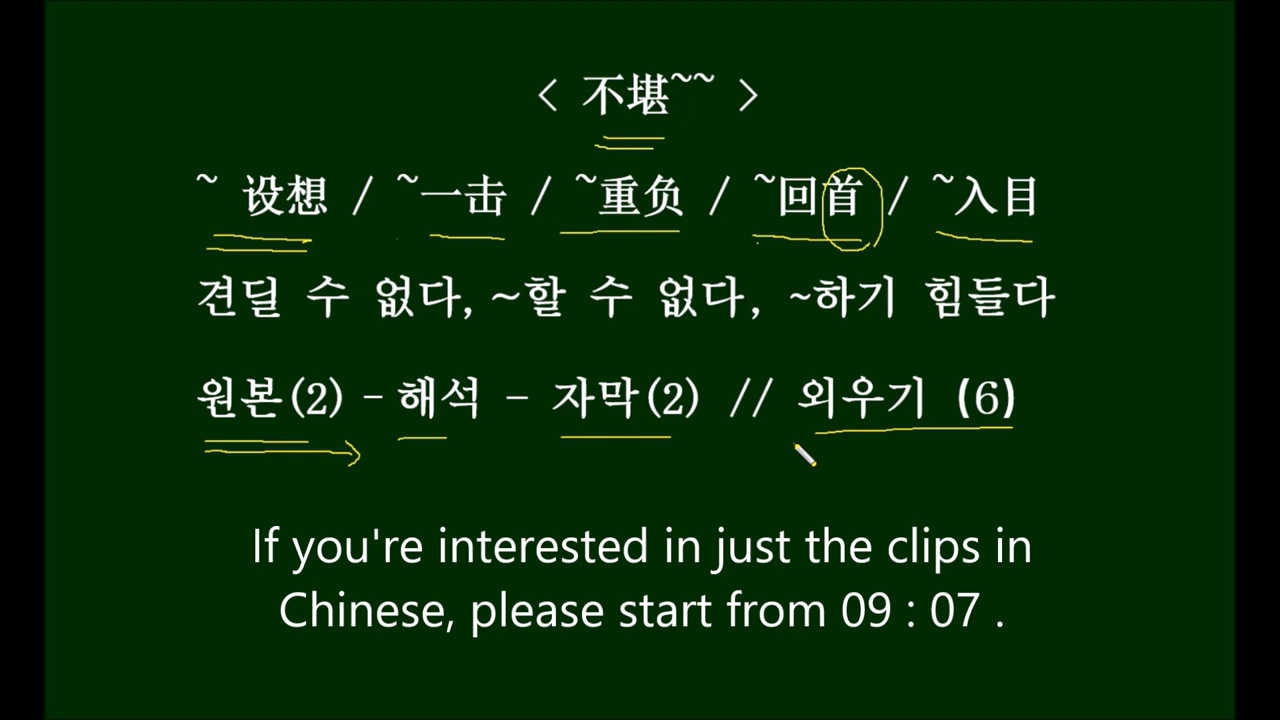 < 不堪~~ >
~ 设想 / ~一击 / ~重负 / ~回首 / ~入目
견딜 수 없다, ~할 수 없다, ~하기 힘들다
원본(2) - 해석 - 자막(2) // 외우기 (6)
If you're interested in just the clips in
Chinese, please start from 09 : 07 .